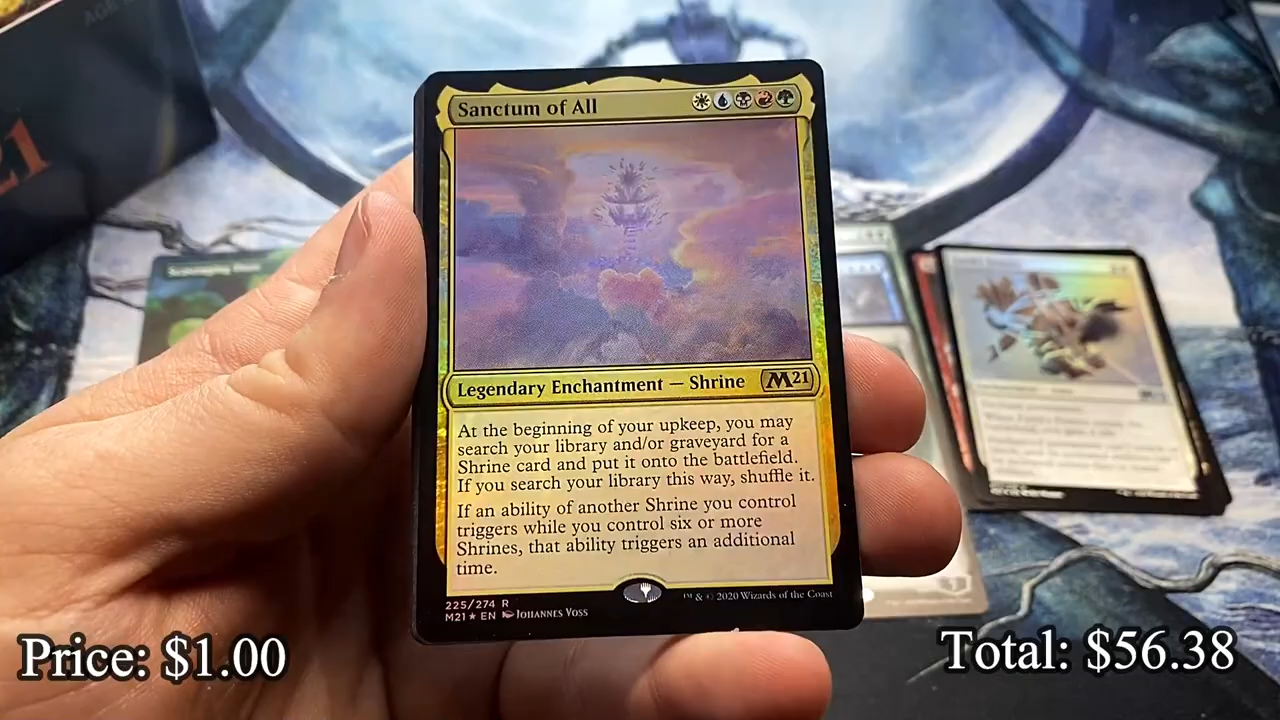 21
Sanctum of All
Legendary Enchantment — Shrine
M21
At the beginning of your upkeep, you may
search your library and/or graveyard for a
Shrine card and put it onto the battlefield.
If you search your library this way, shuffle it.
If an ability of another Shrine you control
triggers while you control six or more
Shrines, that ability triggers an additional
time.
225/274 R
M21★EN Johannes Voss
™ & © 2020 Wizards of the Coast
Price: $1.00
Total: $56.38